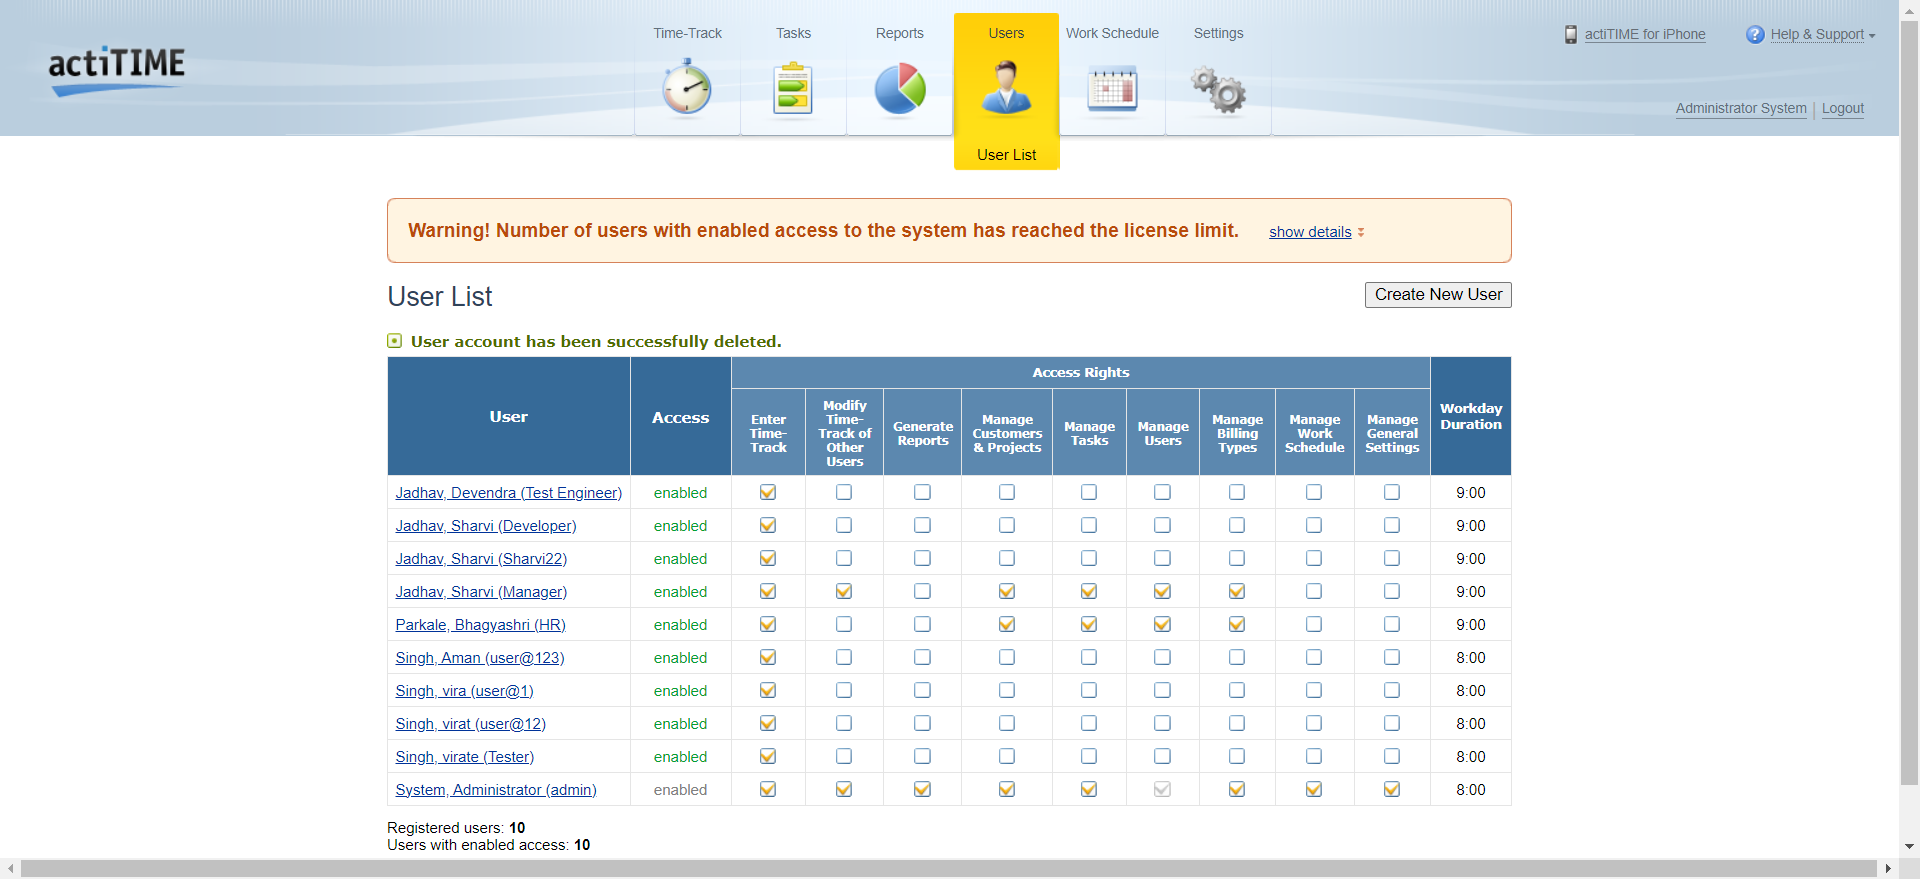 actiTIME
Time-Track
Tasks
Reports
Users
Work Schedule
Settings
actiTIME for iPhone
? Help & Support
Administrator System | Logout
User List
Warning! Number of users with enabled access to the system has reached the license limit. show details
User List
Create New User
User account has been successfully deleted.
User
Access
Access Rights
Workday Duration
Enter Time-Track
Modify Time-Track of Other Users
Generate Reports
Manage Customers & Projects
Manage Tasks
Manage Users
Manage Billing Types
Manage Work Schedule
Manage General Settings
Jadhav, Devendra (Test Engineer) enabled 9:00
Jadhav, Sharvi (Developer) enabled 9:00
Jadhav, Sharvi (Sharvi22) enabled 9:00
Jadhav, Sharvi (Manager) enabled 9:00
Parkale, Bhagyashri (HR) enabled 9:00
Singh, Aman (user@123) enabled 8:00
Singh, vira (user@1) enabled 8:00
Singh, virat (user@12) enabled 8:00
Singh, virate (Tester) enabled 8:00
System, Administrator (admin) enabled 8:00
Registered users: 10
Users with enabled access: 10